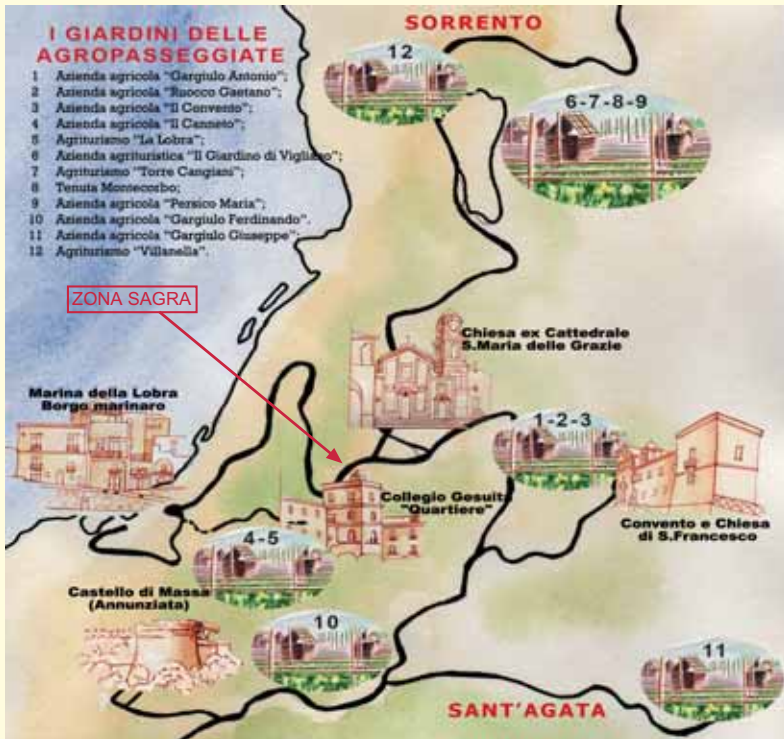 I GIARDINI DELLE
AGROPASSEGGIATE
1 Azienda agricola "Gargiulo Antonio";
2 Azienda agricola "Ruocco Gaetano";
3 Azienda agricola "Il Convento";
4 Azienda agricola "Il Canneto";
5 Agriturismo "La Lobra";
6 Azienda agrituristica "Il Giardino di Vigliano";
7 Agriturismo "Torre Cangiani";
8 Tenuta Montecorbo;
9 Azienda agricola "Persico Maria";
10 Azienda agricola "Gargiulo Ferdinando".
11 Azienda agricola "Gargiulo Giuseppe";
12 Agriturismo "Villanella".
SORRENTO
12
6-7-8-9
ZONA SAGRA
Chiesa ex Cattedrale
S.Maria delle Grazie
Marina della Lobra
Borgo marinaro
1-2-3
Collegio Gesuiti
"Quartiere"
Convento e Chiesa
di S.Francesco
4-5
Castello di Massa
(Annunziata)
10
11
SANT'AGATA